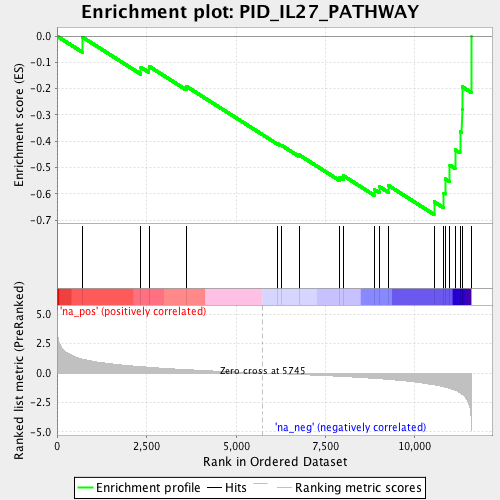 Enrichment plot: PID_IL27_PATHWAY
Enrichment score (ES)
0.0
-0.1
-0.2
-0.3
-0.4
-0.5
-0.6
-0.7
'na_pos' (positively correlated)
Ranked list metric (PreRanked)
5.0
2.5
0.0
-2.5
-5.0
Zero cross at 5745
'na_neg' (negatively correlated)
0
2,500
5,000
7,500
10,000
Rank in Ordered Dataset
Enrichment profile
Hits
Ranking metric scores